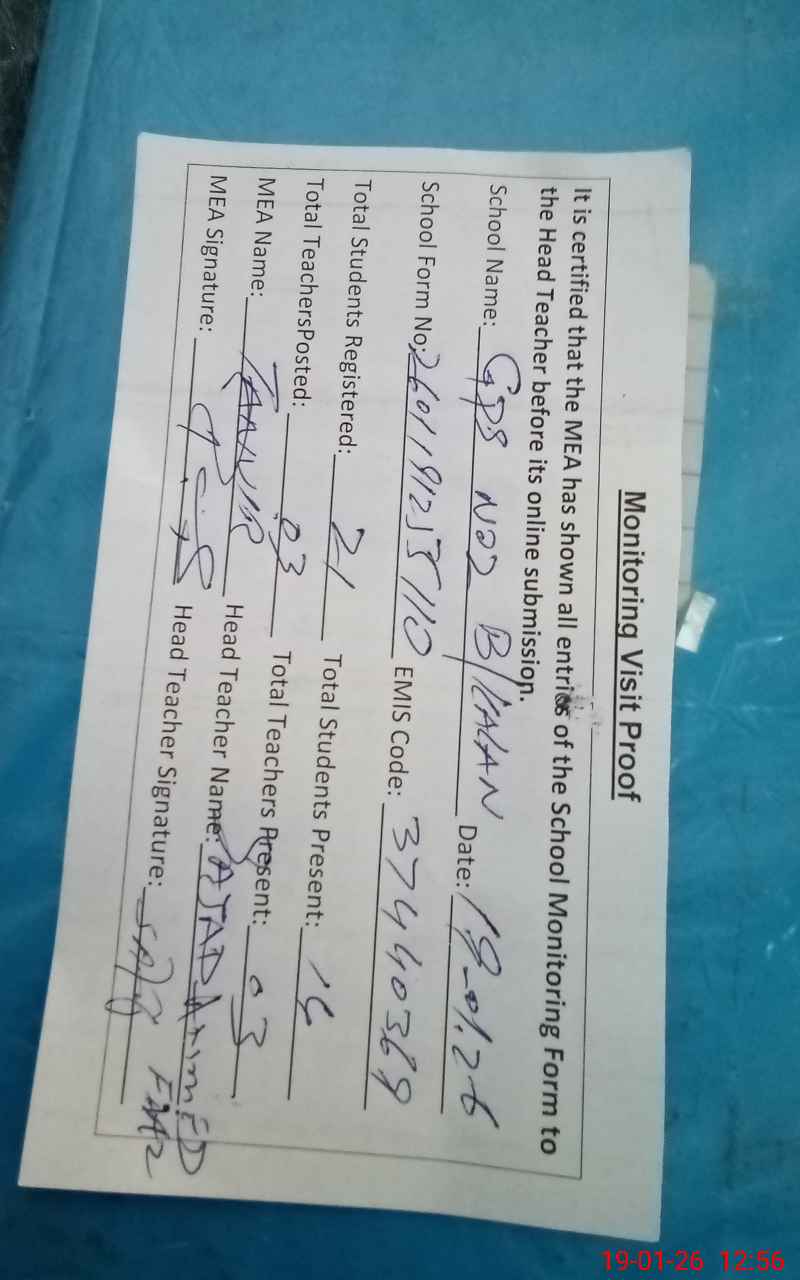 Monitoring Visit Proof
It is certified that the MEA has shown all entries of the School Monitoring Form to
the Head Teacher before its online submission.
School Name: GPS NO2 B/KALAN Date: 19-01.26
School Form No: 2601191235110 EMIS Code: 37440369
Total Students Registered: 21 Total Students Present:
Total TeachersPosted: 03 Total Teachers Present: 03
MEA Name: TANVIR Head Teacher Name: AHMED
MEA Signature: Head Teacher Signature:
19-01-26 12:56